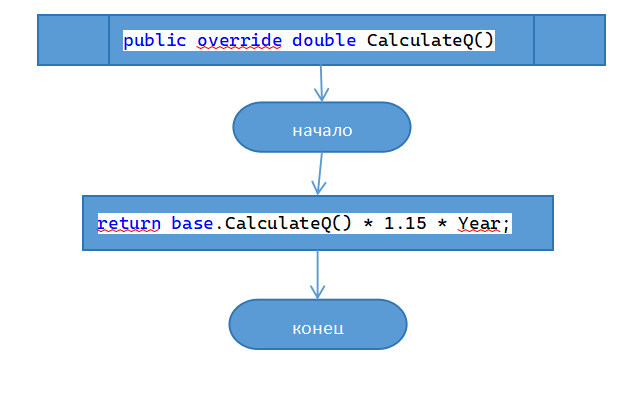 public override double CalculateQ()
начало
return base.CalculateQ() * 1.15 * Year;
конец